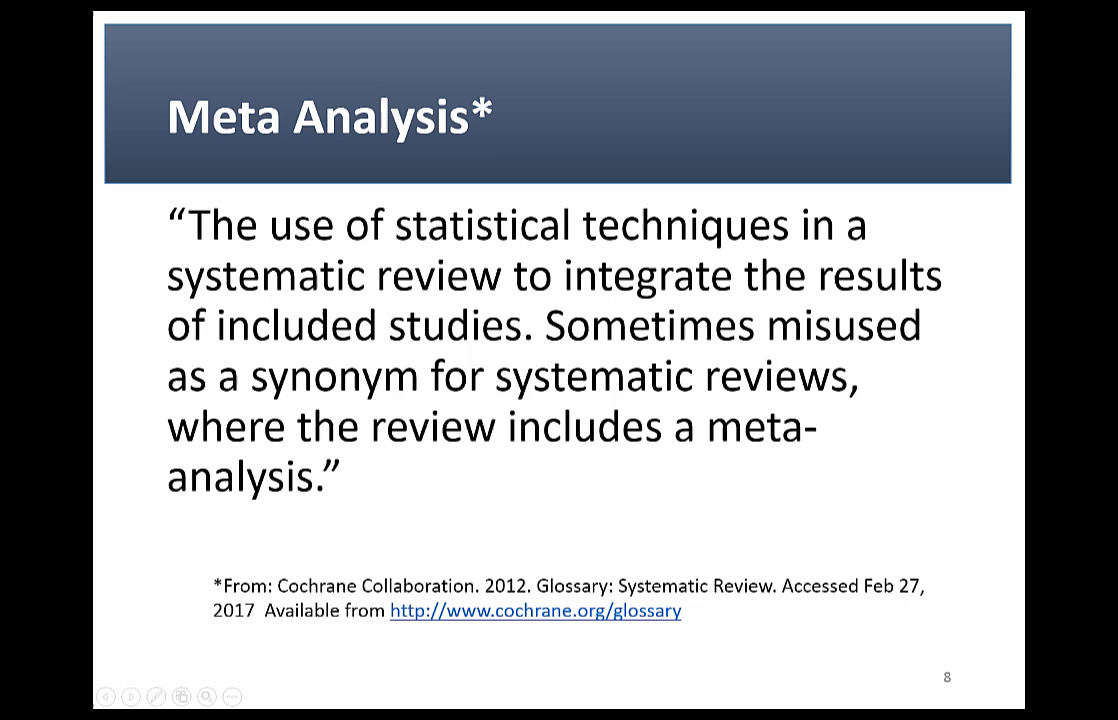 Meta Analysis*
“The use of statistical techniques in a
systematic review to integrate the results
of included studies. Sometimes misused
as a synonym for systematic reviews,
where the review includes a meta-
analysis.”
*From: Cochrane Collaboration. 2012. Glossary: Systematic Review. Accessed Feb 27,
2017  Available from http://www.cochrane.org/glossary
8